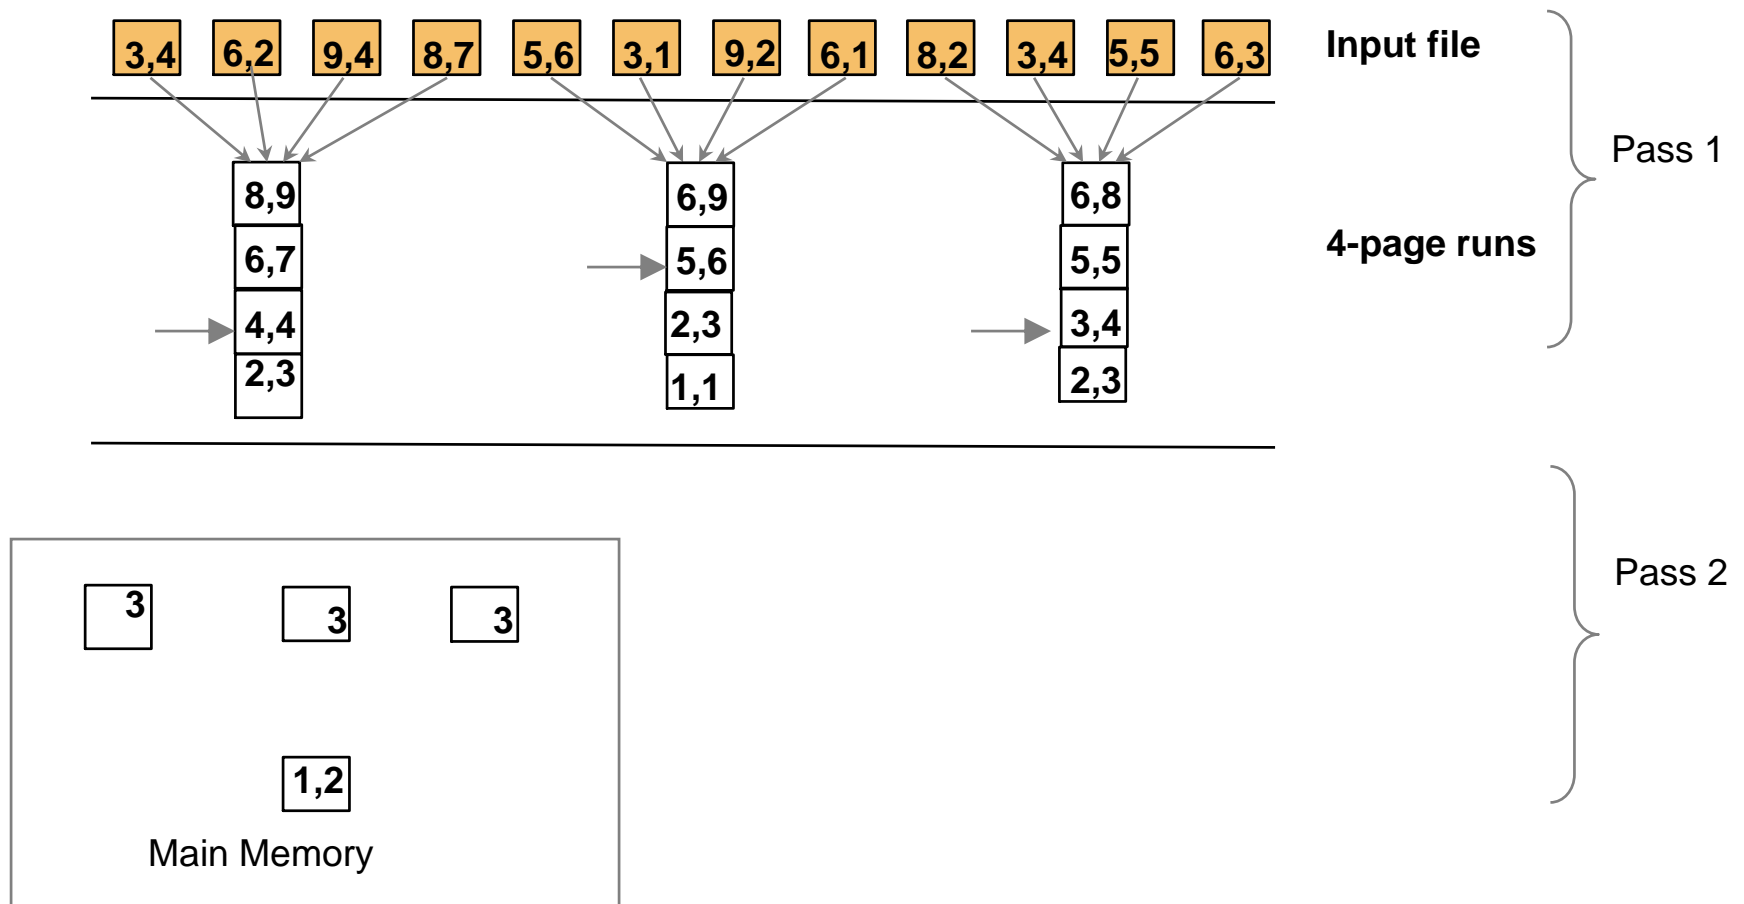 3,4 6,2 9,4 8,7 5,6 3,1 9,2 6,1 8,2 3,4 5,5 6,3 Input file
Pass 1
8,9 6,9 6,8
6,7 5,6 5,5 4-page runs
4,4 2,3 3,4
2,3 1,1 2,3
Pass 2
3 3 3
1,2
Main Memory